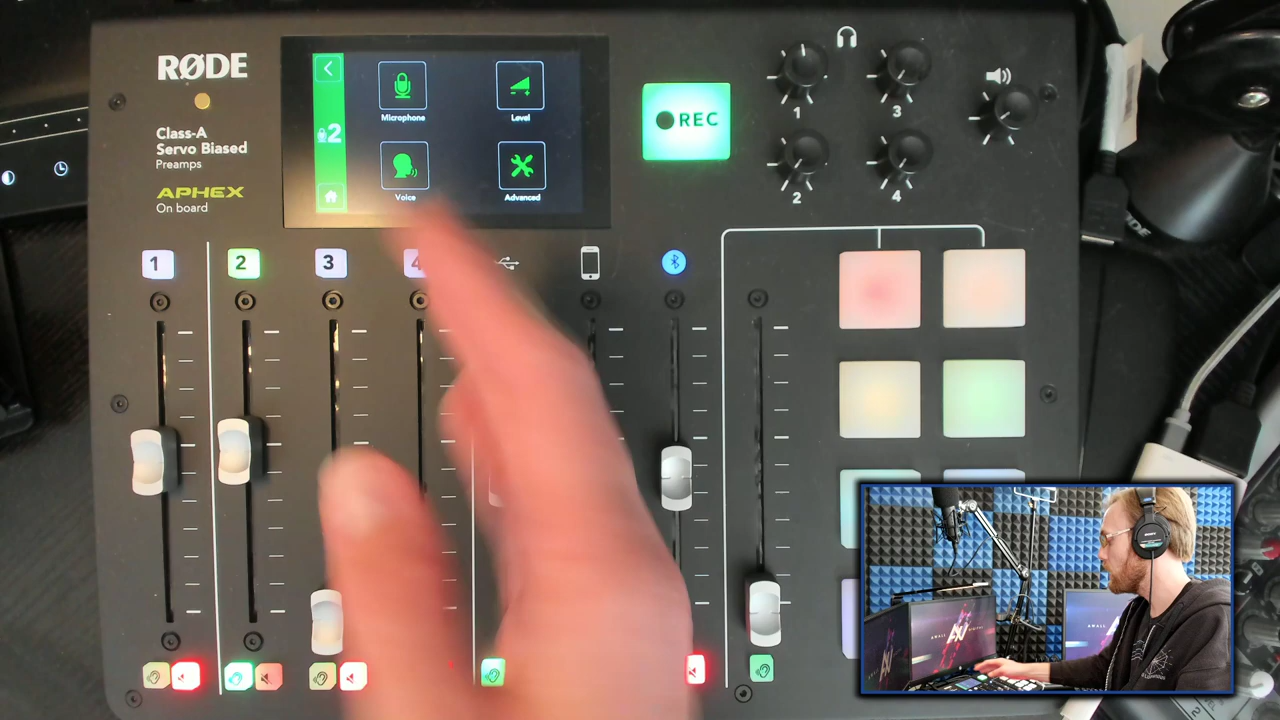 RØDE
Class-A
Servo Biased
Preamps
APHEX
On board
2
Microphone
Level
Voice
Advanced
REC
1
3
2
4
1
2
3
4